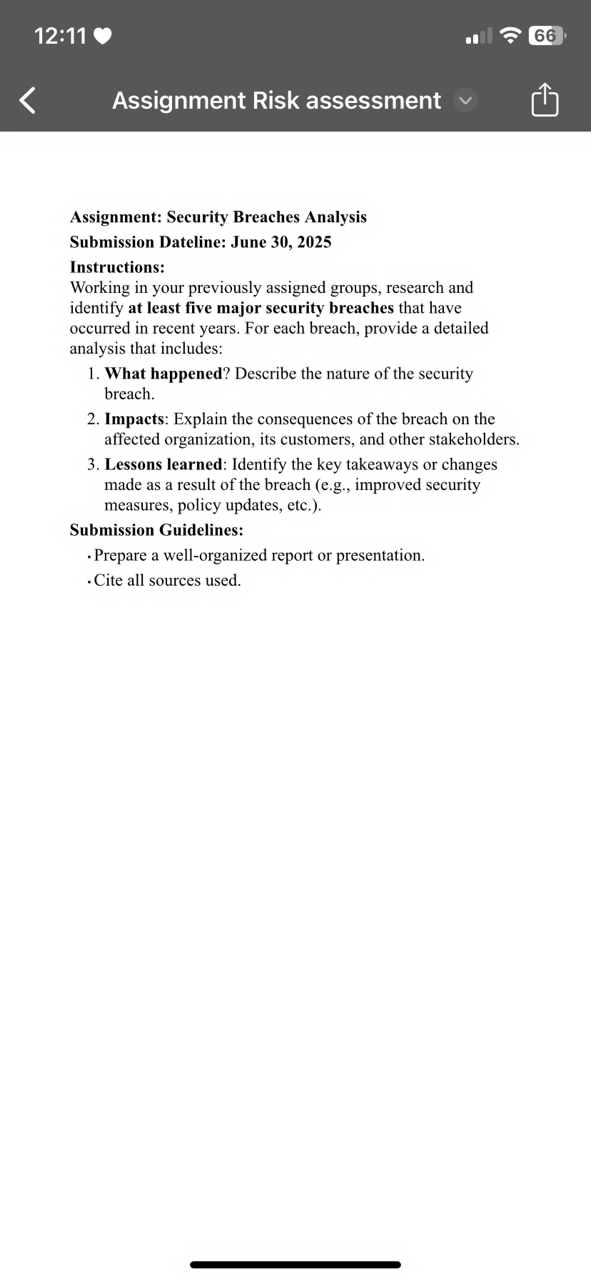 12:11
66
Assignment Risk assessment
Assignment: Security Breaches Analysis
Submission Dateline: June 30, 2025
Instructions:
Working in your previously assigned groups, research and
identify at least five major security breaches that have
occurred in recent years. For each breach, provide a detailed
analysis that includes:
1. What happened? Describe the nature of the security
breach.
2. Impacts: Explain the consequences of the breach on the
affected organization, its customers, and other stakeholders.
3. Lessons learned: Identify the key takeaways or changes
made as a result of the breach (e.g., improved security
measures, policy updates, etc.).
Submission Guidelines:
· Prepare a well-organized report or presentation.
· Cite all sources used.